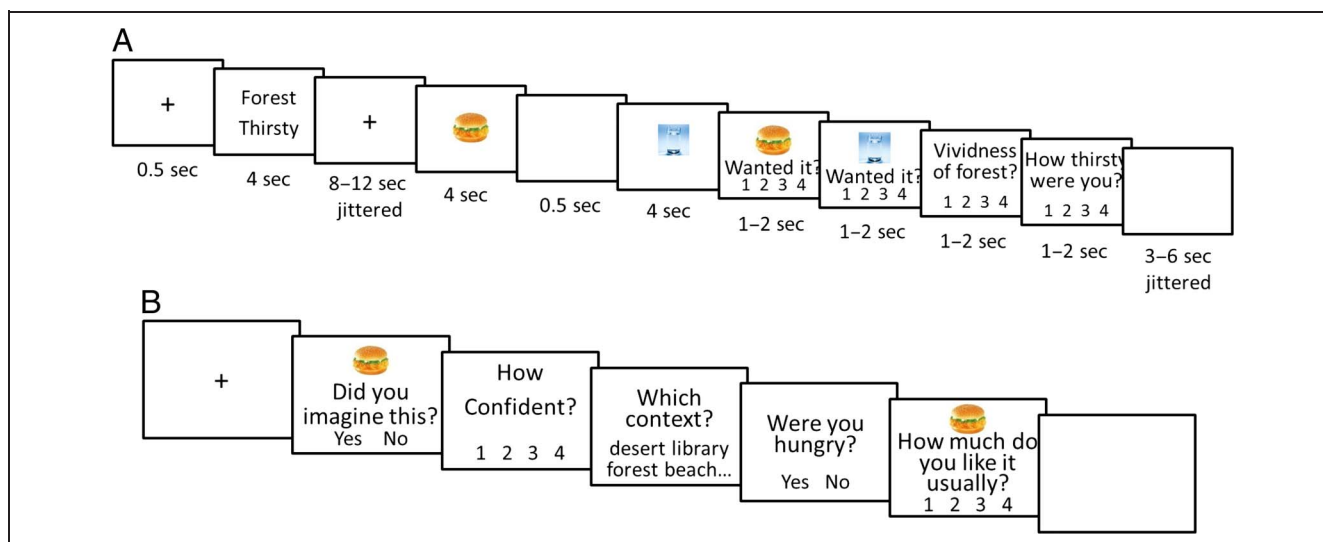 A
+
0.5 sec
Forest
Thirsty
4 sec
+
8–12 sec
jittered
4 sec
0.5 sec
4 sec
Wanted it?
1 2 3 4
1–2 sec
Wanted it?
1 2 3 4
1–2 sec
Vividness
of forest?
1 2 3 4
1–2 sec
How thirsty
were you?
1 2 3 4
1–2 sec
3–6 sec
jittered
B
+
Did you
imagine this?
Yes No
How
Confident?
1 2 3 4
Which
context?
desert library
forest beach...
Were you
hungry?
Yes No
How much do
you like it
usually?
1 2 3 4